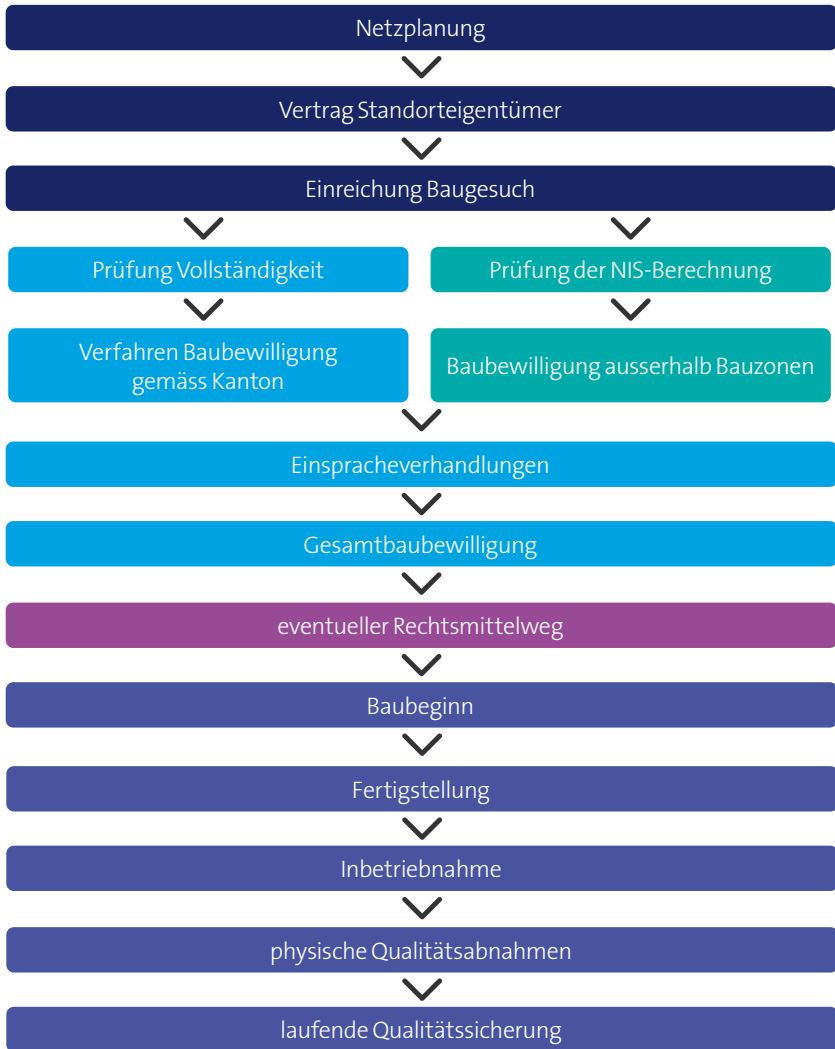 Netzplanung
Vertrag Standorteigentümer
Einreichung Baugesuch
Prüfung Vollständigkeit
Prüfung der NIS-Berechnung
Verfahren Baubewilligung
gemäss Kanton
Baubewilligung ausserhalb Bauzonen
Einspracheverhandlungen
Gesamtbaubewilligung
eventueller Rechtsmittelweg
Baubeginn
Fertigstellung
Inbetriebnahme
physische Qualitätsabnahmen
laufende Qualitätssicherung